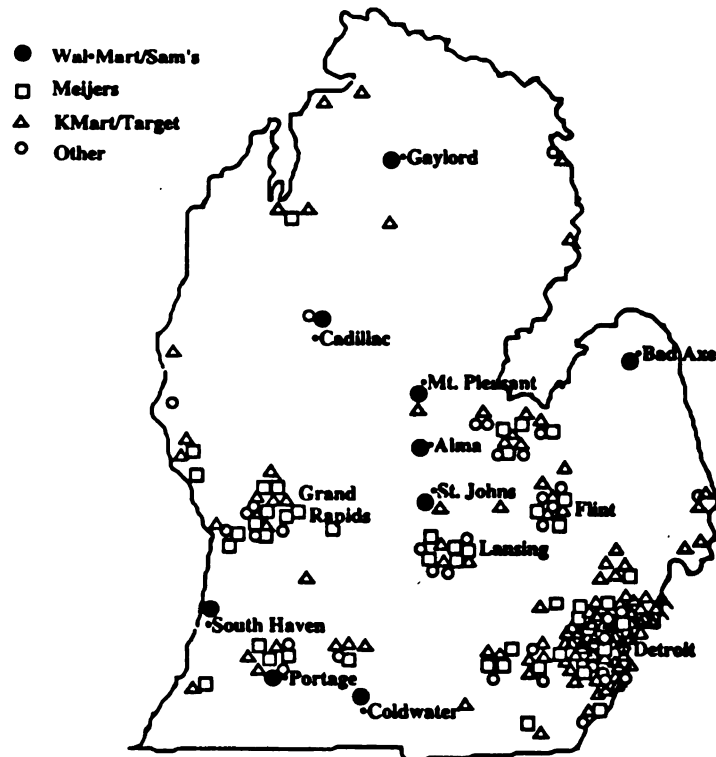 Wal•Mart/Sam's
Meijers
KMart/Target
Other
•Gaylord
•Cadillac
•Bad Axe
•Mt. Pleasant
•Alma
Grand
Rapids
•St. Johns
Flint
Lansing
•South Haven
Detroit
•Portage
•Coldwater